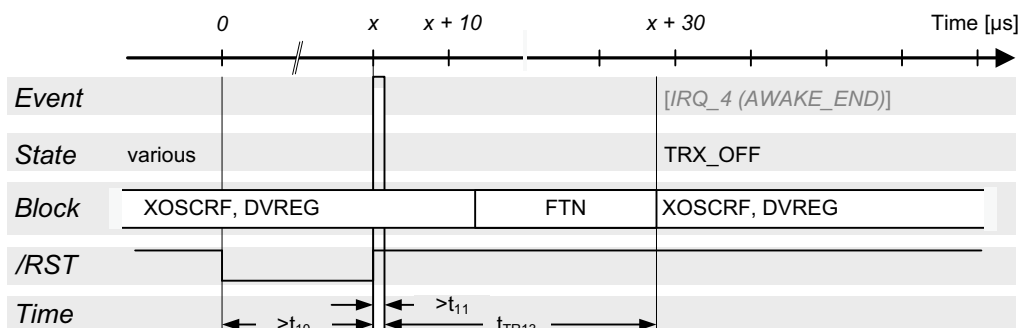 0 x x + 10 x + 30 Time [µs]
Event [IRQ_4 (AWAKE_END)]
State various TRX_OFF
Block XOSCRF, DVREG FTN XOSCRF, DVREG
/RST
>t11
Time >t10 tTR13